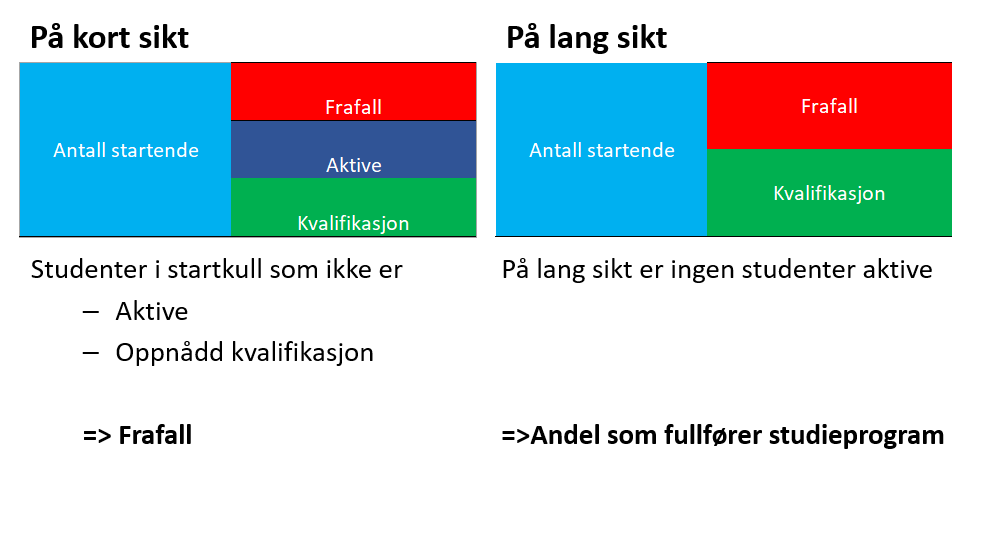 På kort sikt
Antall startende
Frafall
Aktive
Kvalifikasjon
Studenter i startkull som ikke er
– Aktive
– Oppnådd kvalifikasjon
=> Frafall
På lang sikt
Antall startende
Frafall
Kvalifikasjon
På lang sikt er ingen studenter aktive
=>Andel som fullfører studieprogram